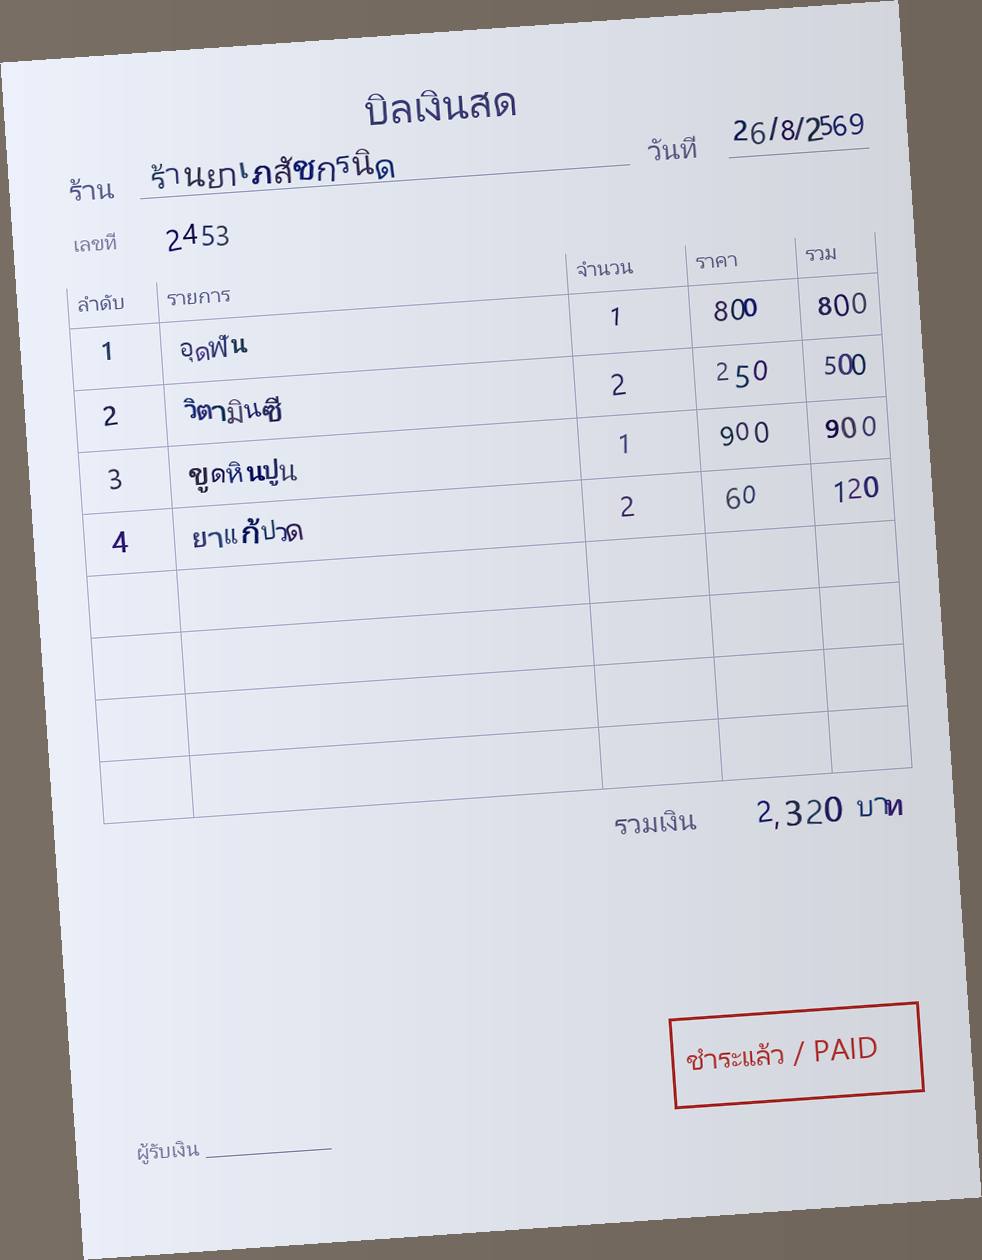 บิลเงินสด
ร้าน ร้านยาเภสัชกรนิด วันที่ 26/8/2569
เลขที่ 2453
ลำดับ รายการ จำนวน ราคา รวม
1 อุดฟัน 1 800 800
2 วิตามินซี 2 250 500
3 ขูดหินปูน 1 900 900
4 ยาแก้ปวด 2 60 120
รวมเงิน 2,320 บาท
ชำระแล้ว / PAID
ผู้รับเงิน